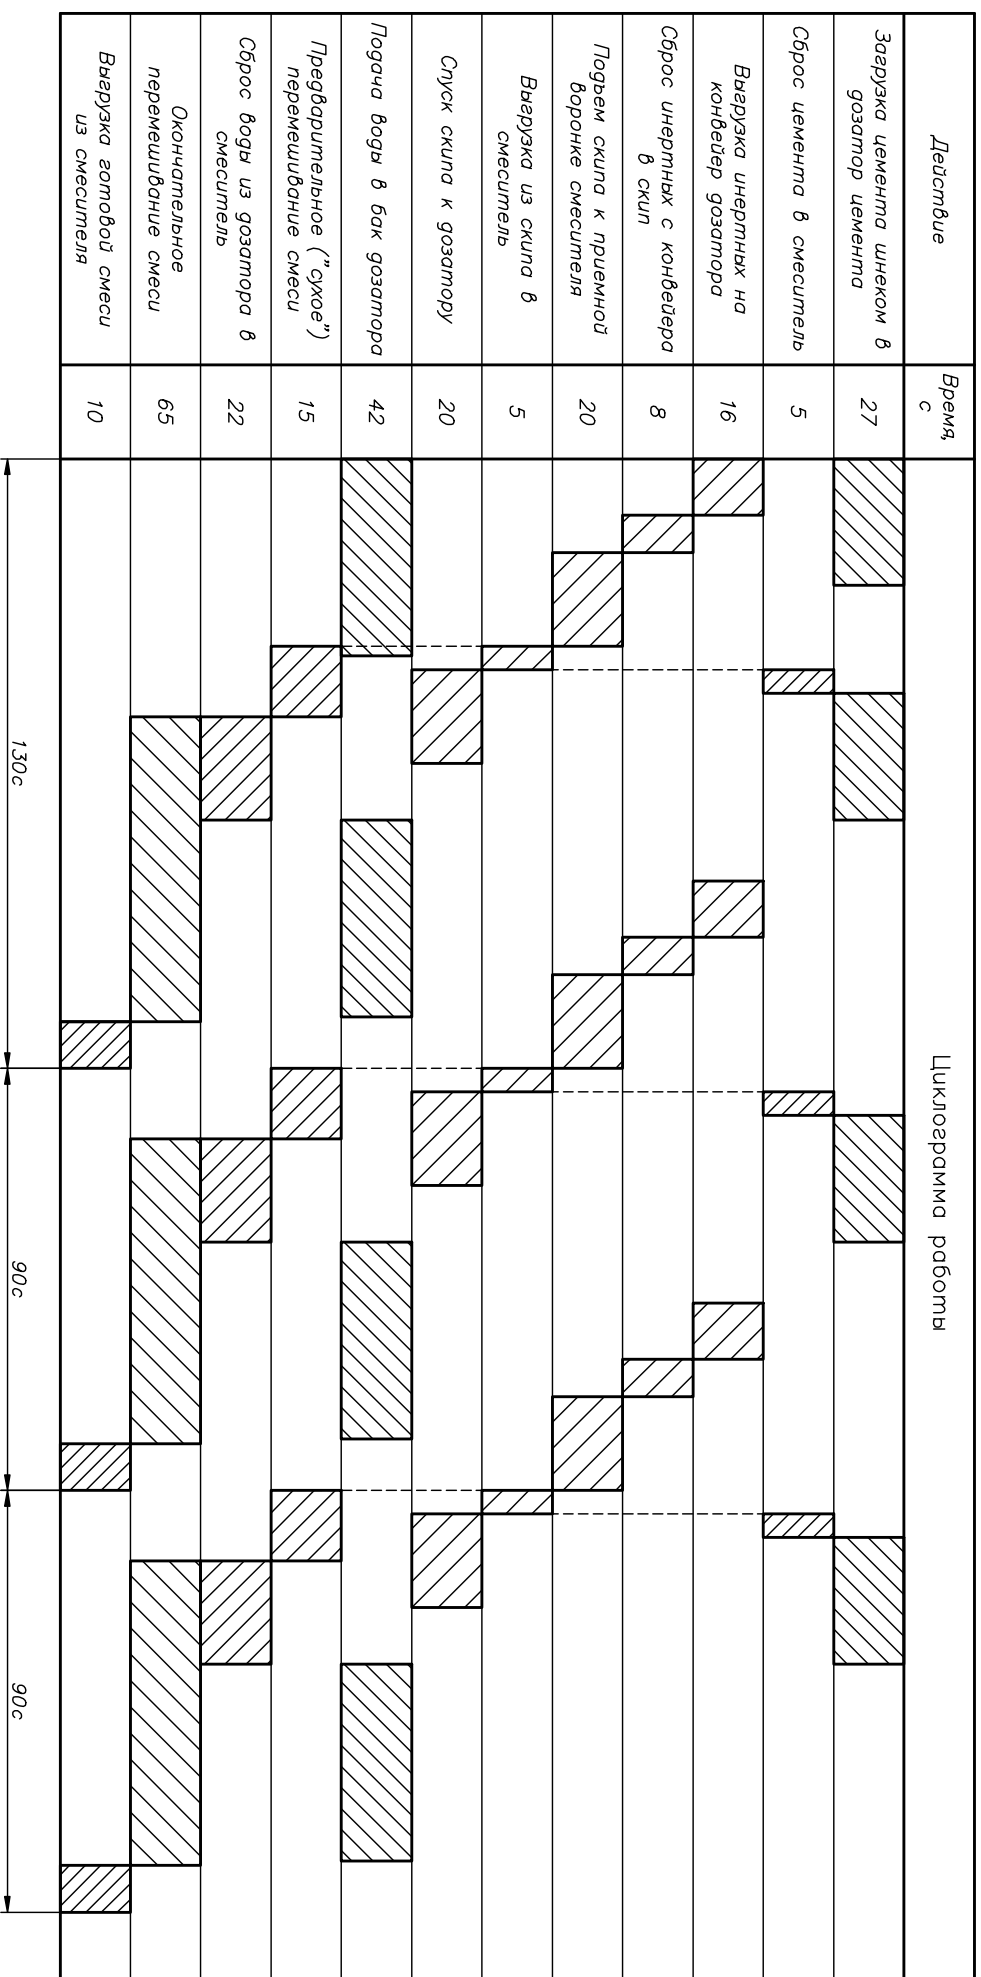 Действие
Время,
с
Циклограмма работы
Загрузка цемента шнеком в
дозатор цемента
27
Сброс цемента в смеситель
5
Выгрузка инертных на
конвейер дозатора
16
Сброс инертных с конвейера
в скип
8
Подъем скипа к приемной
воронке смесителя
20
Выгрузка из скипа в
смеситель
5
Спуск скипа к дозатору
20
Подача воды в бак дозатора
42
Предварительное ("сухое")
перемешивание смеси
15
Сброс воды из дозатора в
смеситель
22
Окончательное
перемешивание смеси
65
Выгрузка готовой смеси
из смесителя
10
130с
90с
90с